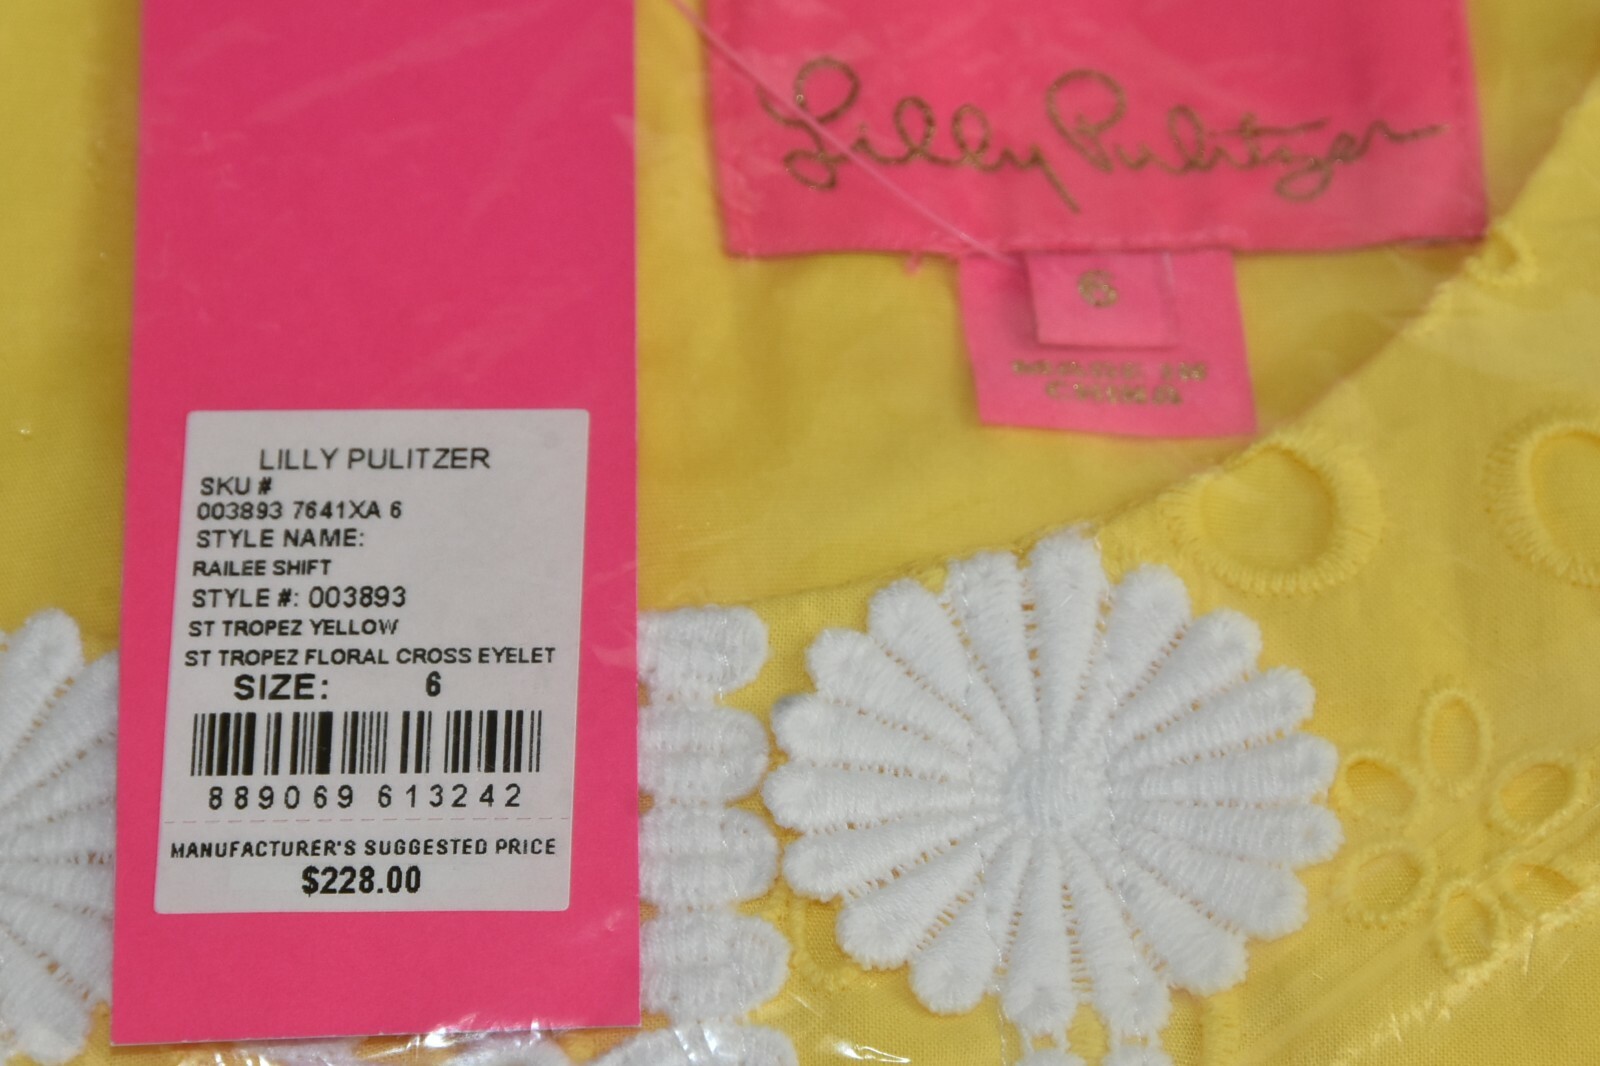 Lilly Pulitzer
6
MADE IN
CHINA
LILLY PULITZER
SKU #
003893 7641XA 6
STYLE NAME:
RAILEE SHIFT
STYLE #: 003893
ST TROPEZ YELLOW
ST TROPEZ FLORAL CROSS EYELET
SIZE: 6
889069 613242
MANUFACTURER'S SUGGESTED PRICE
$228.00